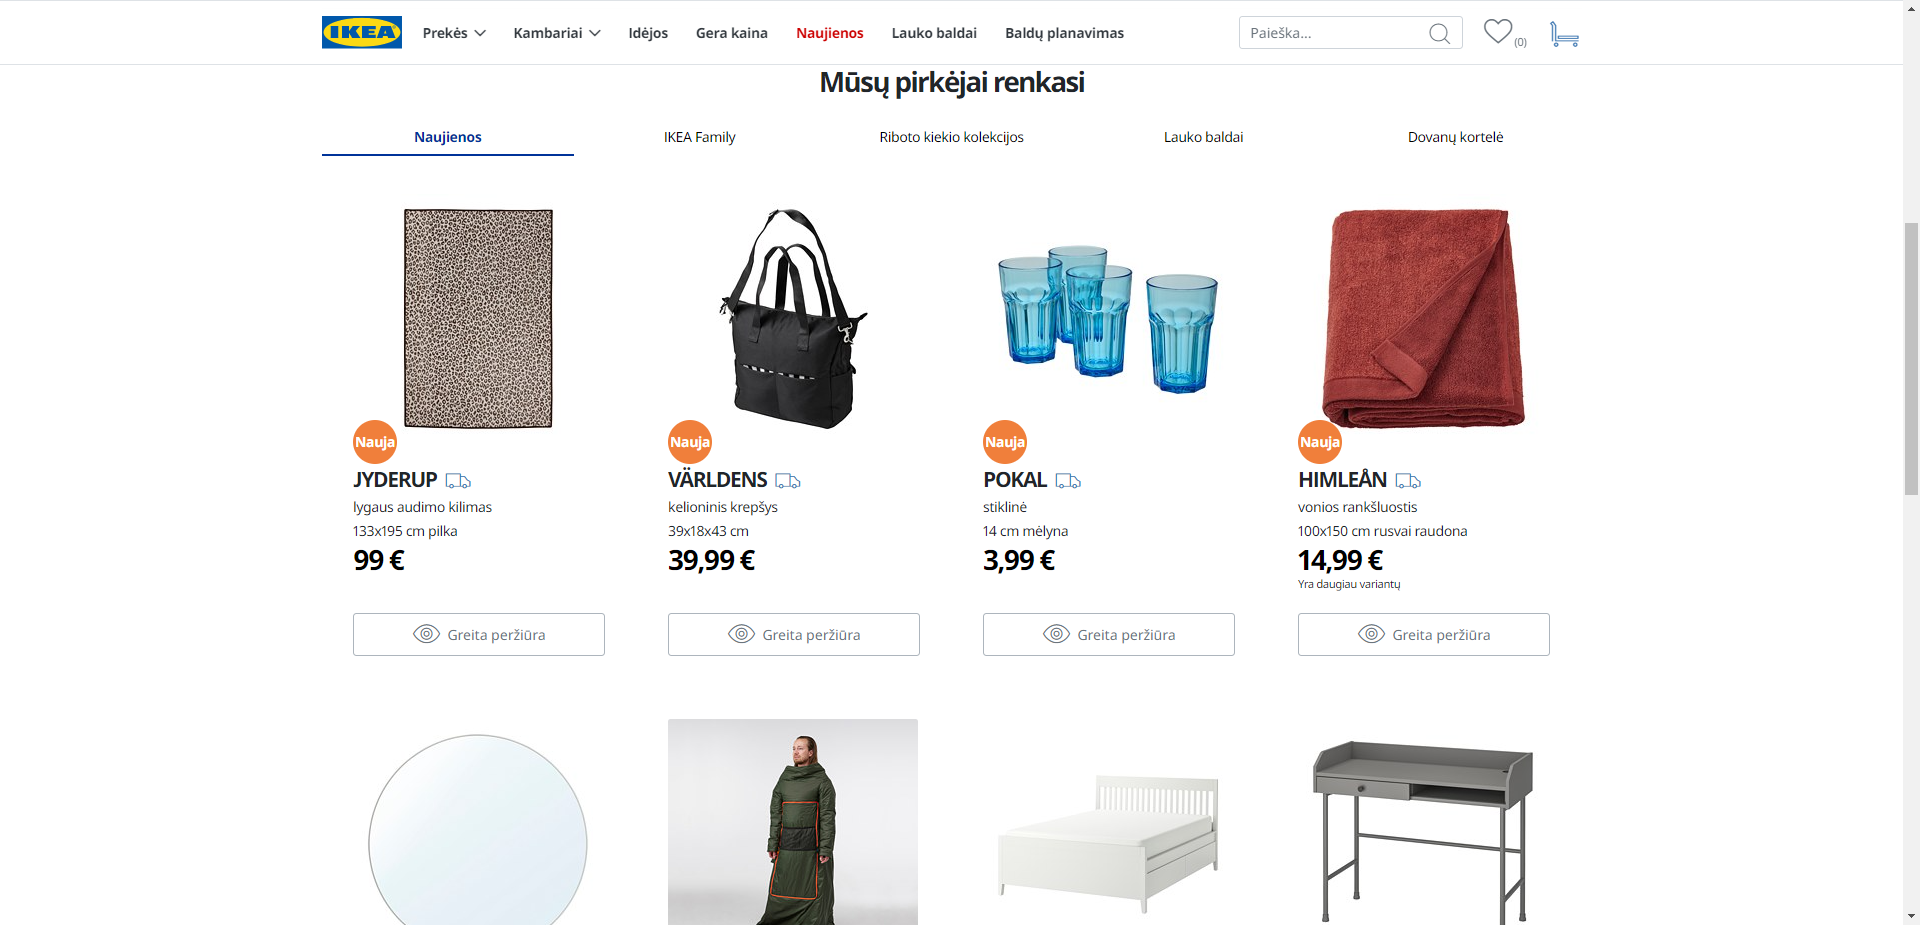 IKEA Prekės Kambariai Idėjos Gera kaina Naujienos Lauko baldai Baldų planavimas Paieška... (0)
Mūsų pirkėjai renkasi
Naujienos IKEA Family Riboto kiekio kolekcijos Lauko baldai Dovanų kortelė
Nauja
JYDERUP
lygaus audimo kilimas
133x195 cm pilka
99 €
Greita peržiūra
Nauja
VÄRLDENS
kelioninis krepšys
39x18x43 cm
39,99 €
Greita peržiūra
Nauja
POKAL
stiklinė
14 cm mėlyna
3,99 €
Greita peržiūra
Nauja
HIMLEÅN
vonios rankšluostis
100x150 cm rusvai raudona
14,99 €
Yra daugiau variantų
Greita peržiūra